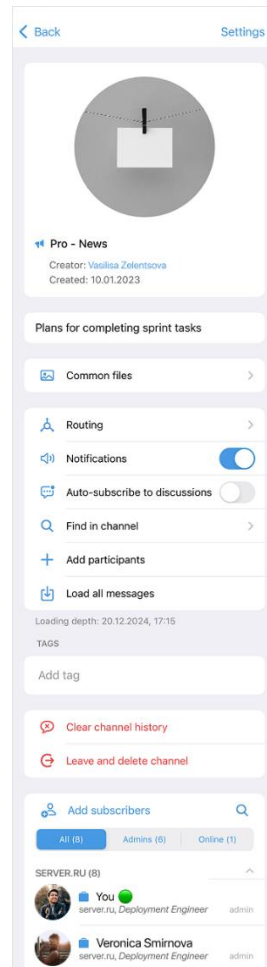 Back Settings
Pro - News
Creator: Vasilisa Zelentsova
Created: 10.01.2023
Plans for completing sprint tasks
Common files
Routing
Notifications
Auto-subscribe to discussions
Find in channel
Add participants
Load all messages
Loading depth: 20.12.2024, 17:15
TAGS
Add tag
Clear channel history
Leave and delete channel
Add subscribers
All (8) Admins (6) Online (1)
SERVER.RU (8)
You
server.ru, Deployment Engineer admin
Veronica Smirnova
server.ru, Deployment Engineer admin